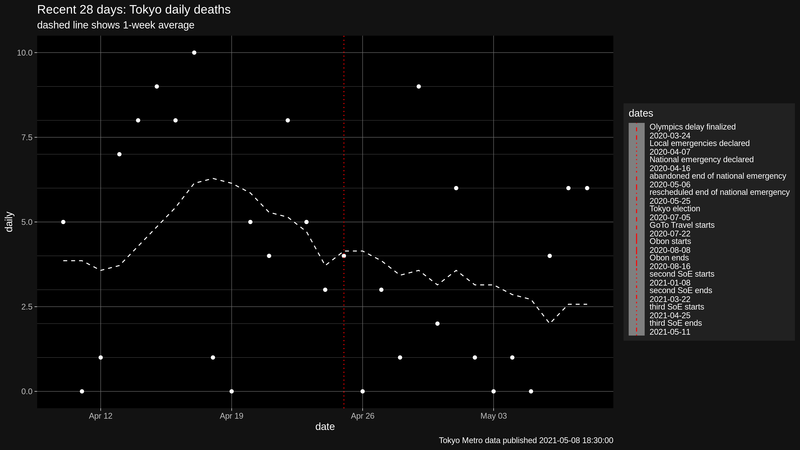 Recent 28 days: Tokyo daily deaths
dashed line shows 1-week average
10.0
7.5
5.0
2.5
0.0
daily
Apr 12
Apr 19
Apr 26
May 03
date
Tokyo Metro data published 2021-05-08 18:30:00
dates
Olympics delay finalized
2020-03-24
Local emergencies declared
2020-04-07
National emergency declared
2020-04-16
abandoned end of national emergency
2020-05-06
rescheduled end of national emergency
2020-05-25
Tokyo election
2020-07-05
GoTo Travel starts
2020-07-22
Obon starts
2020-08-08
Obon ends
2020-08-16
second SoE starts
2021-01-08
second SoE ends
2021-03-22
third SoE starts
2021-04-25
third SoE ends
2021-05-11